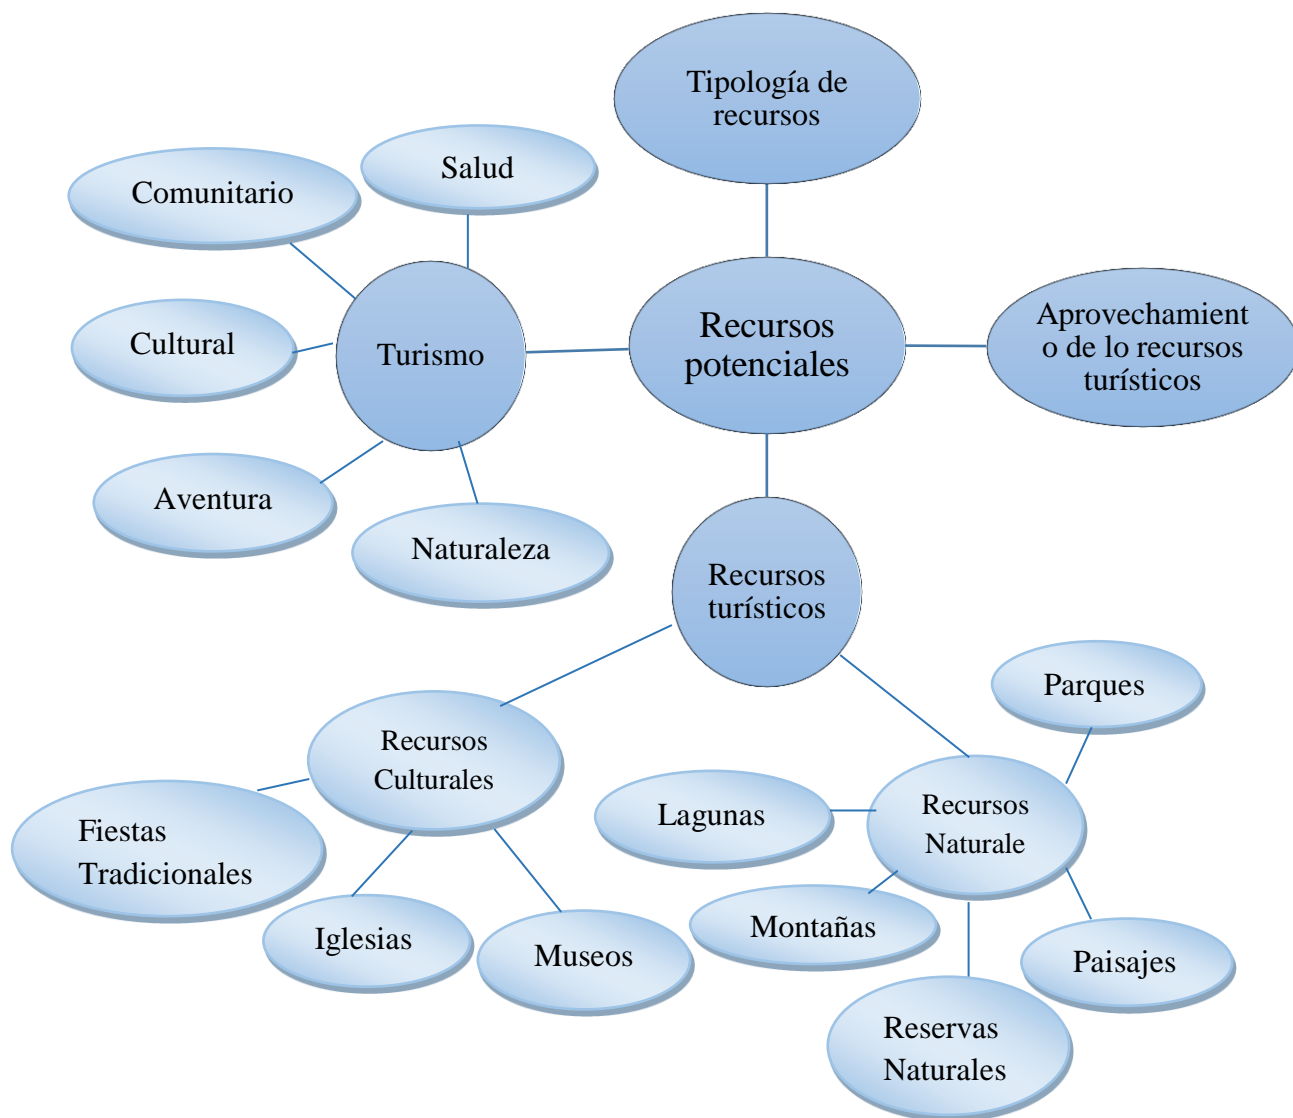 Tipología de
recursos
Salud
Comunitario
Cultural
Turismo
Recursos
potenciales
Aprovechamient
o de lo recursos
turísticos
Aventura
Naturaleza
Recursos
turísticos
Parques
Recursos
Culturales
Fiestas
Tradicionales
Iglesias
Museos
Lagunas
Recursos
Naturale
Montañas
Paisajes
Reservas
Naturales